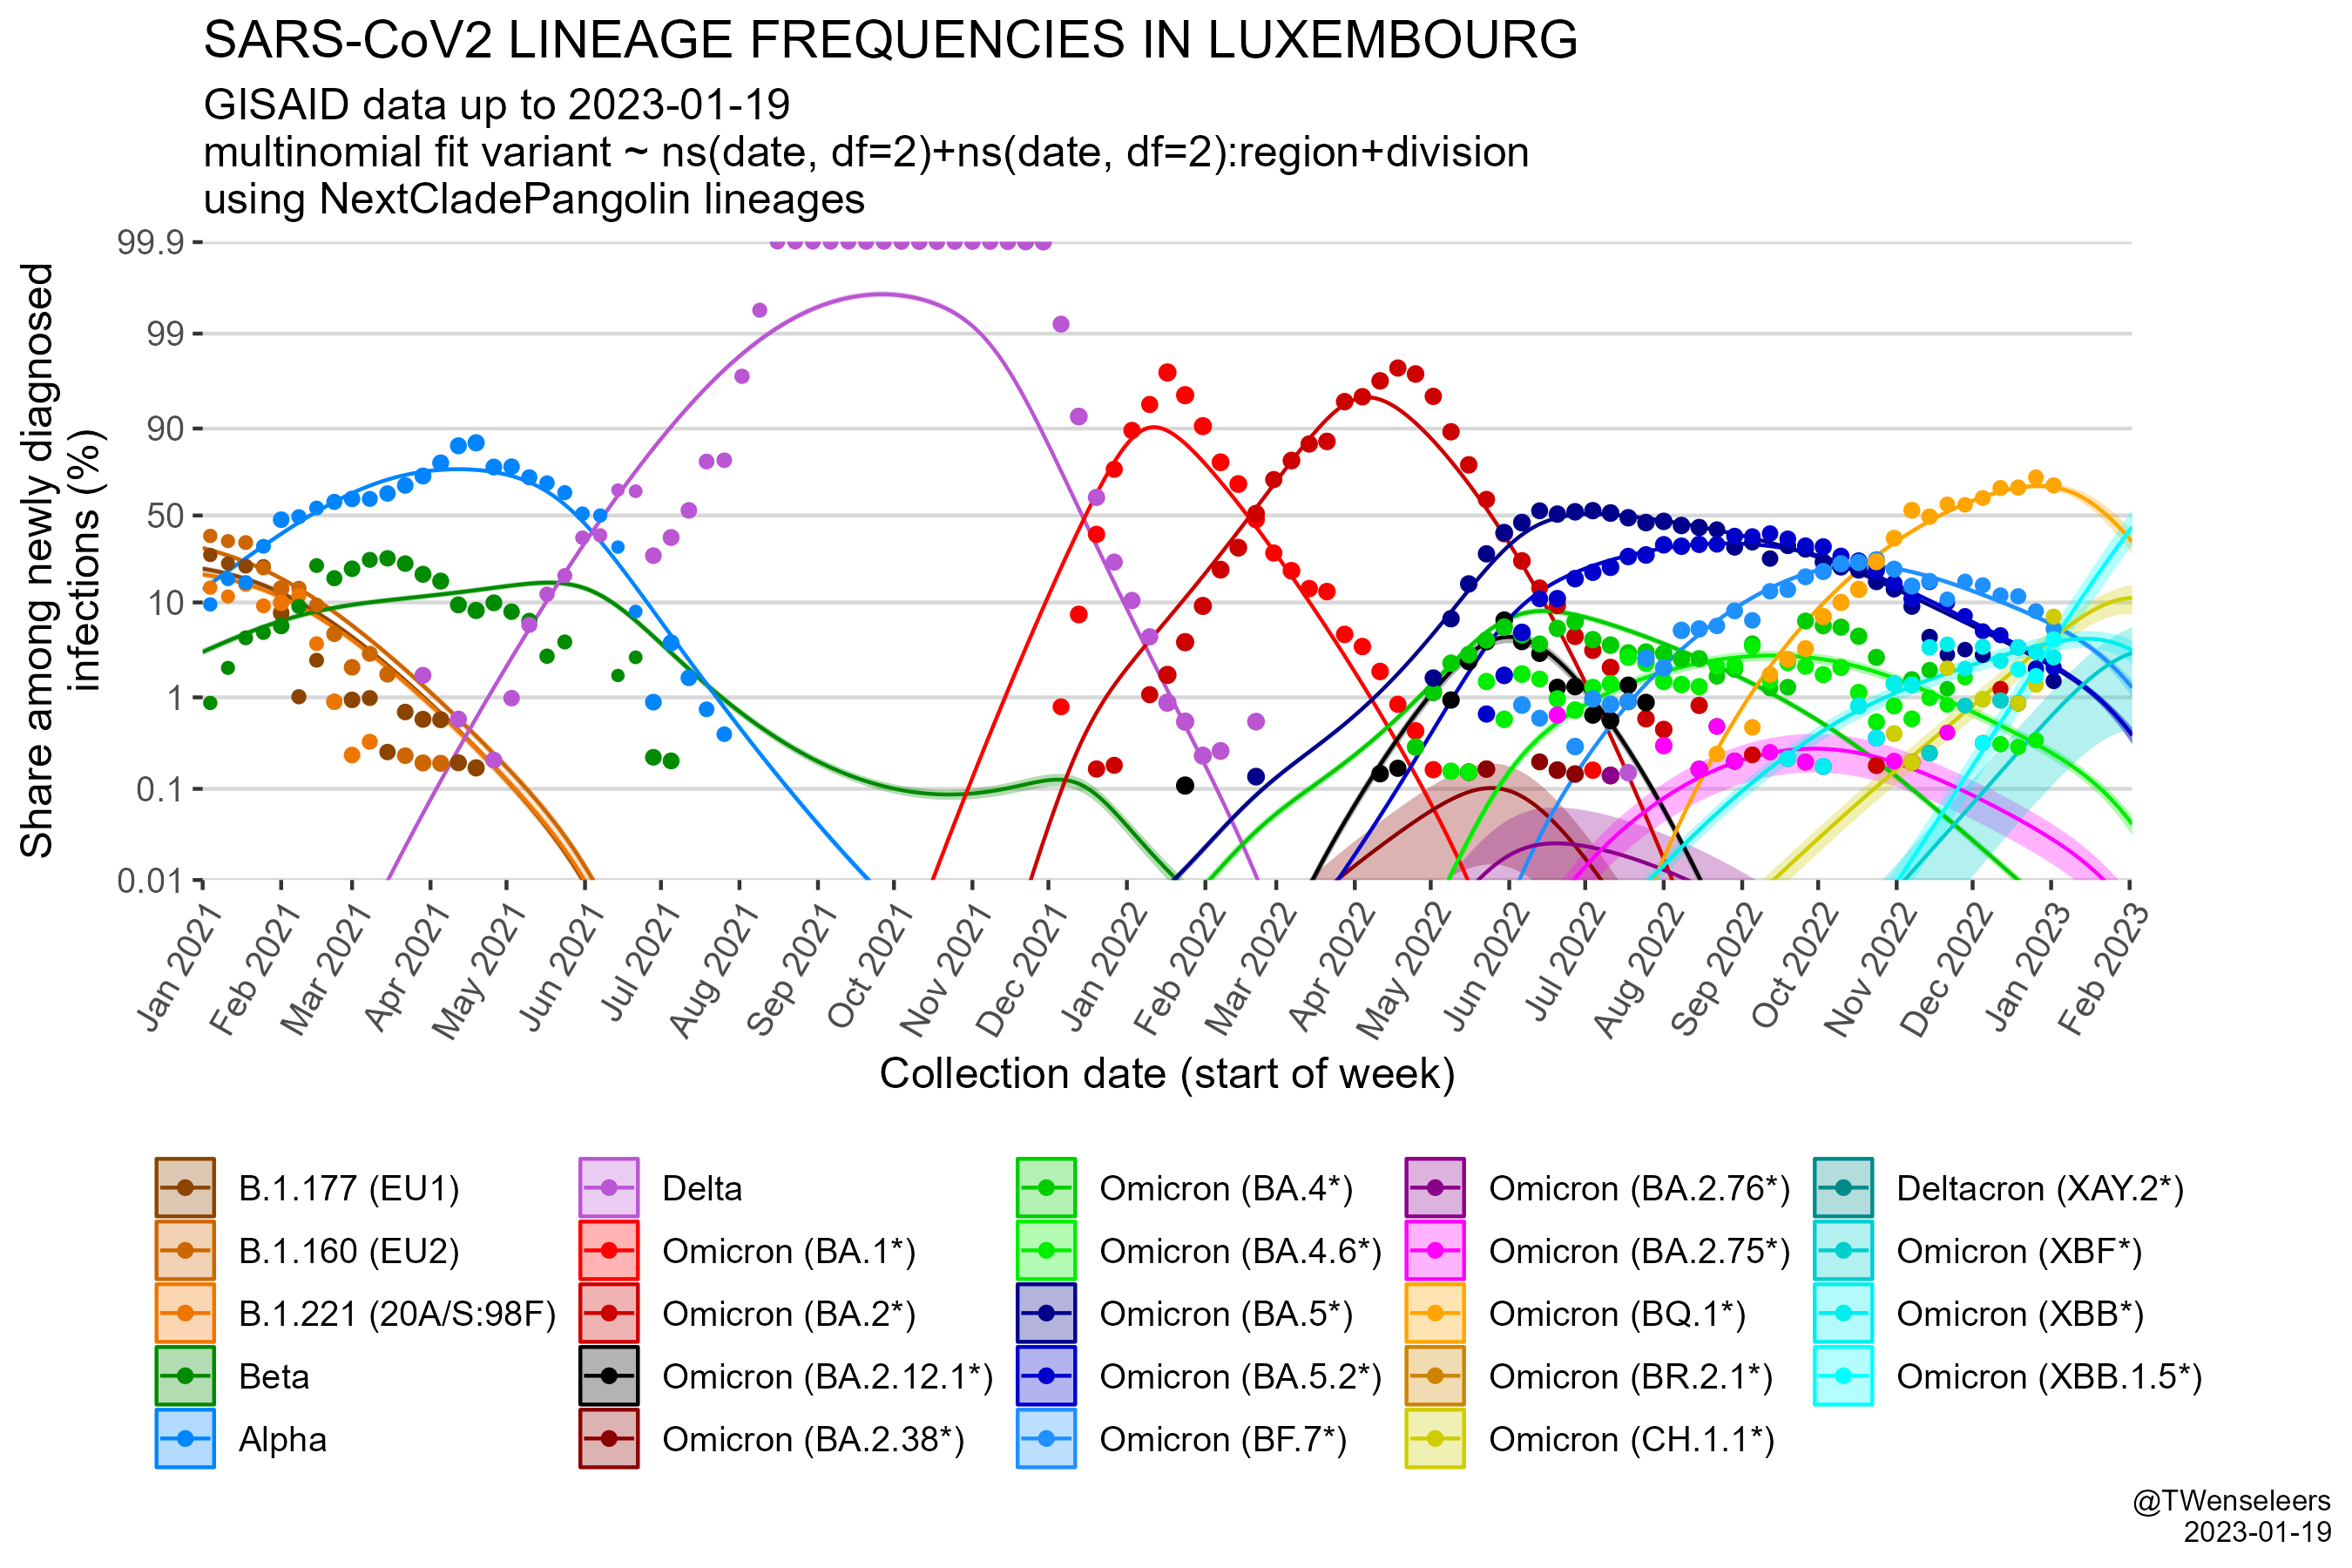 SARS-CoV2 LINEAGE FREQUENCIES IN LUXEMBOURG
GISAID data up to 2023-01-19
multinomial fit variant ~ ns(date, df=2)+ns(date, df=2):region+division
using NextCladePangolin lineages
Share among newly diagnosed
infections (%)
99.9
99
90
50
10
1
0.1
0.01
Jan 2021
Feb 2021
Mar 2021
Apr 2021
May 2021
Jun 2021
Jul 2021
Aug 2021
Sep 2021
Oct 2021
Nov 2021
Dec 2021
Jan 2022
Feb 2022
Mar 2022
Apr 2022
May 2022
Jun 2022
Jul 2022
Aug 2022
Sep 2022
Oct 2022
Nov 2022
Dec 2022
Jan 2023
Feb 2023
Collection date (start of week)
B.1.177 (EU1)
B.1.160 (EU2)
B.1.221 (20A/S:98F)
Beta
Alpha
Delta
Omicron (BA.1*)
Omicron (BA.2*)
Omicron (BA.2.12.1*)
Omicron (BA.2.38*)
Omicron (BA.4*)
Omicron (BA.4.6*)
Omicron (BA.5*)
Omicron (BA.5.2*)
Omicron (BF.7*)
Omicron (BA.2.76*)
Omicron (BA.2.75*)
Omicron (BQ.1*)
Omicron (BR.2.1*)
Omicron (CH.1.1*)
Deltacron (XAY.2*)
Omicron (XBF*)
Omicron (XBB*)
Omicron (XBB.1.5*)
@TWenseleers
2023-01-19